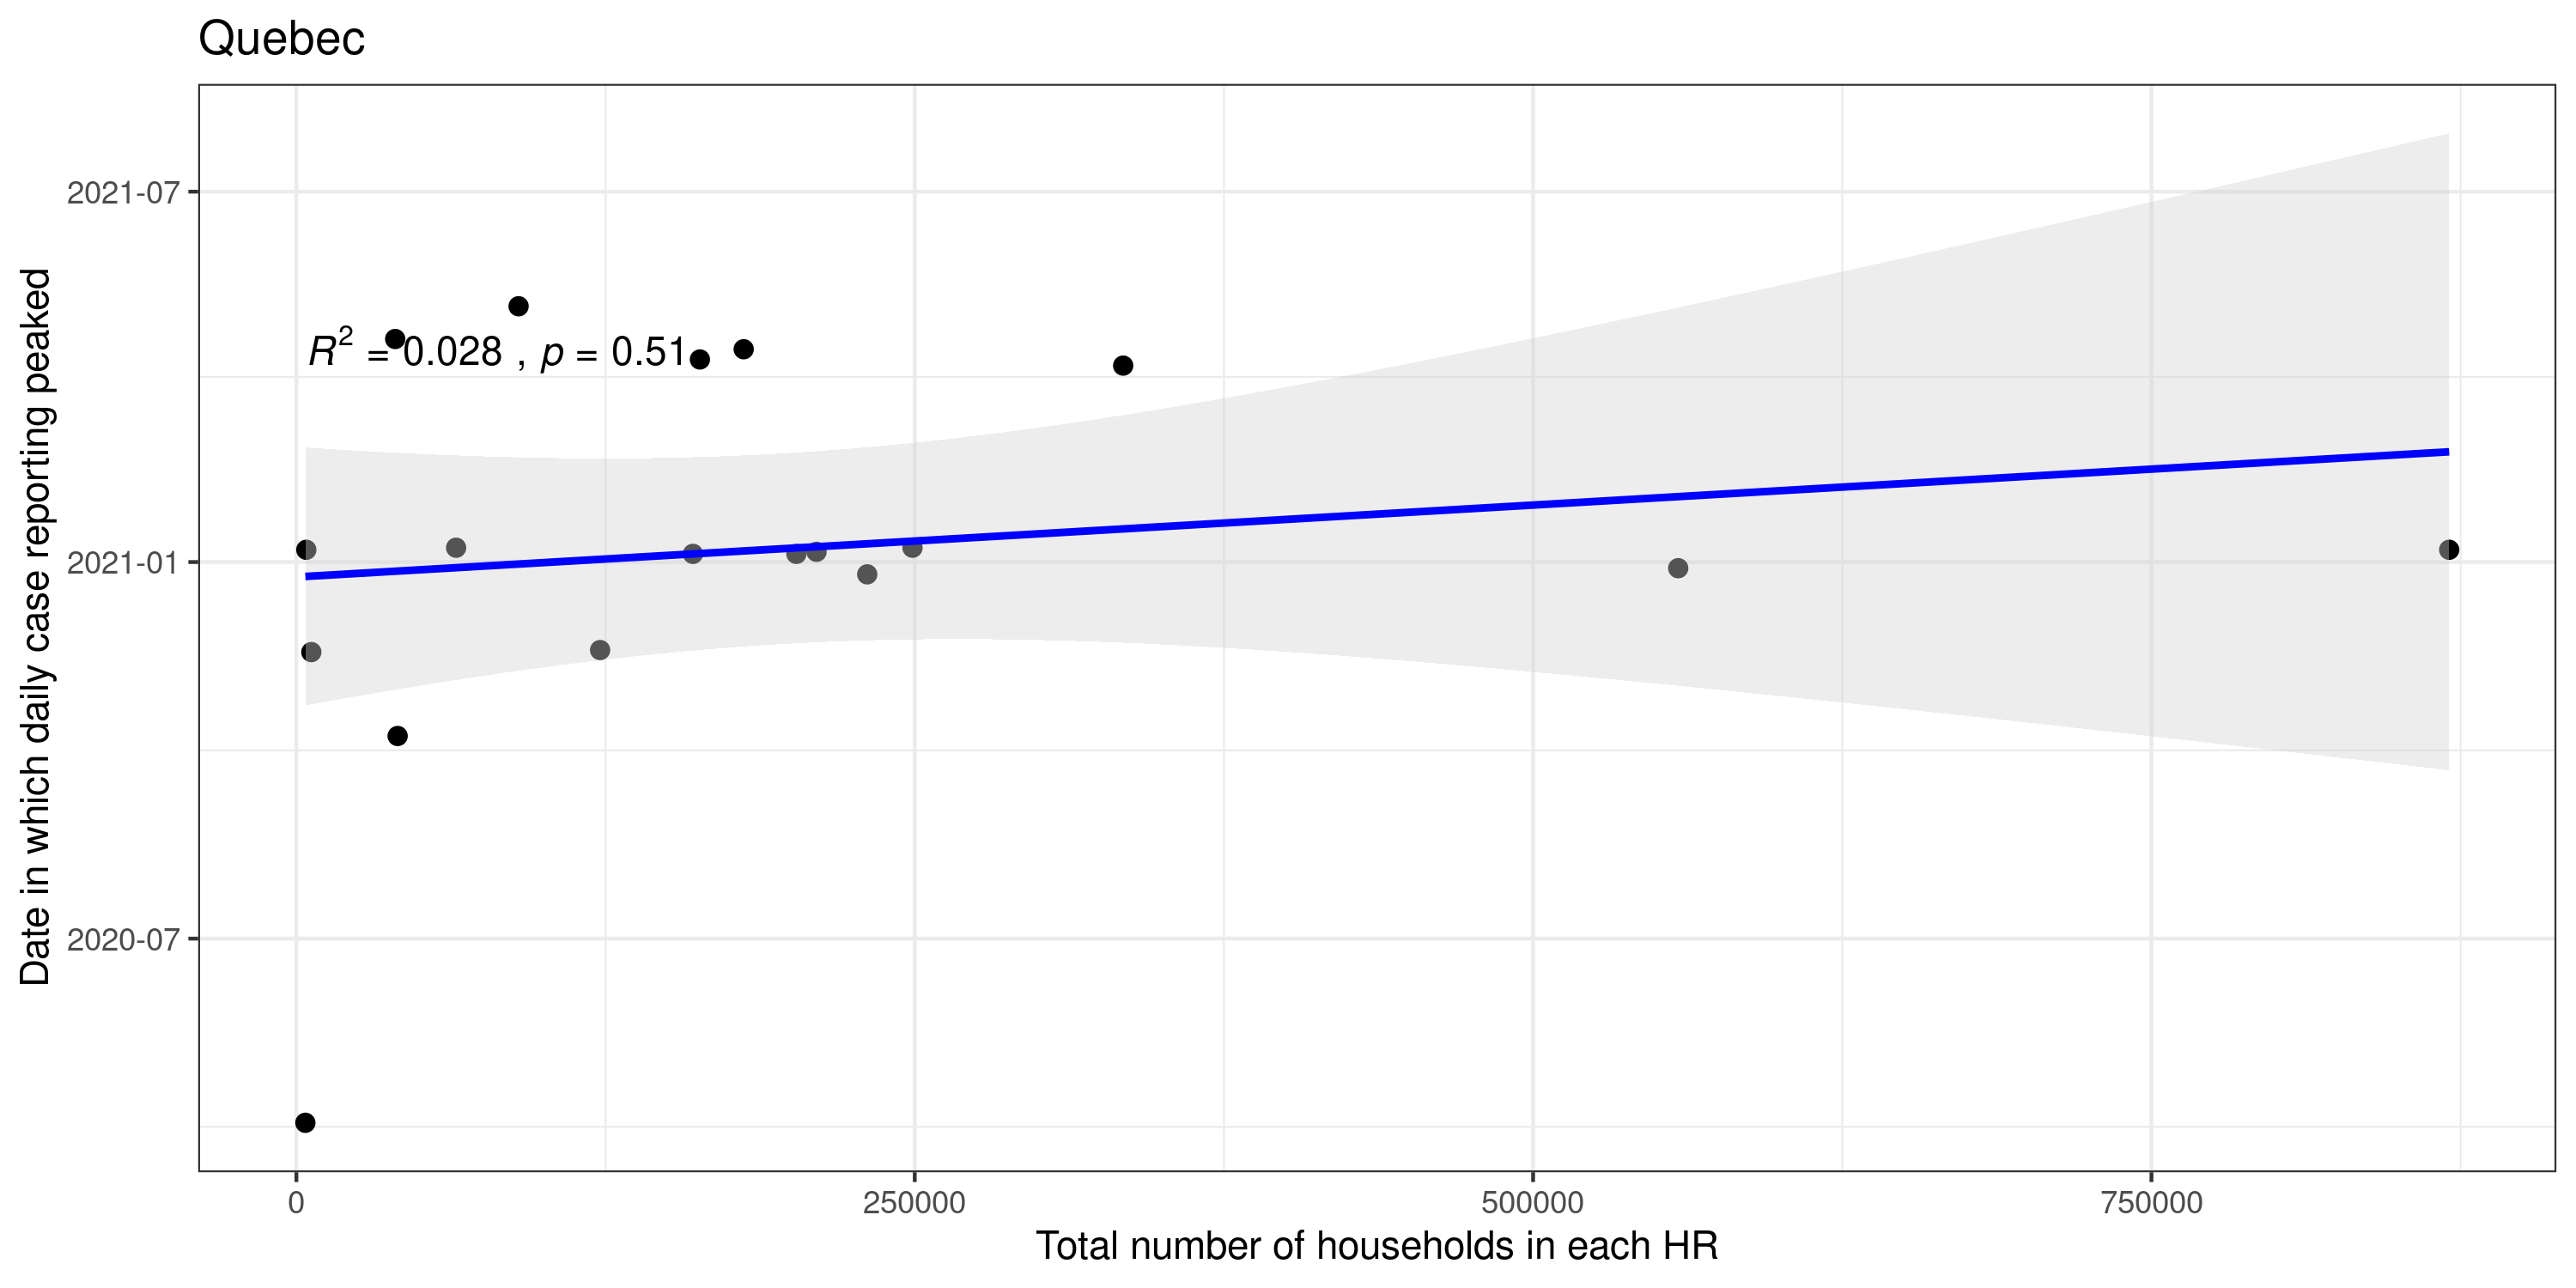 Quebec
Date in which daily case reporting peaked
2021-07
2021-01
2020-07
R² = 0.028 , p = 0.51
0 250000 500000 750000
Total number of households in each HR